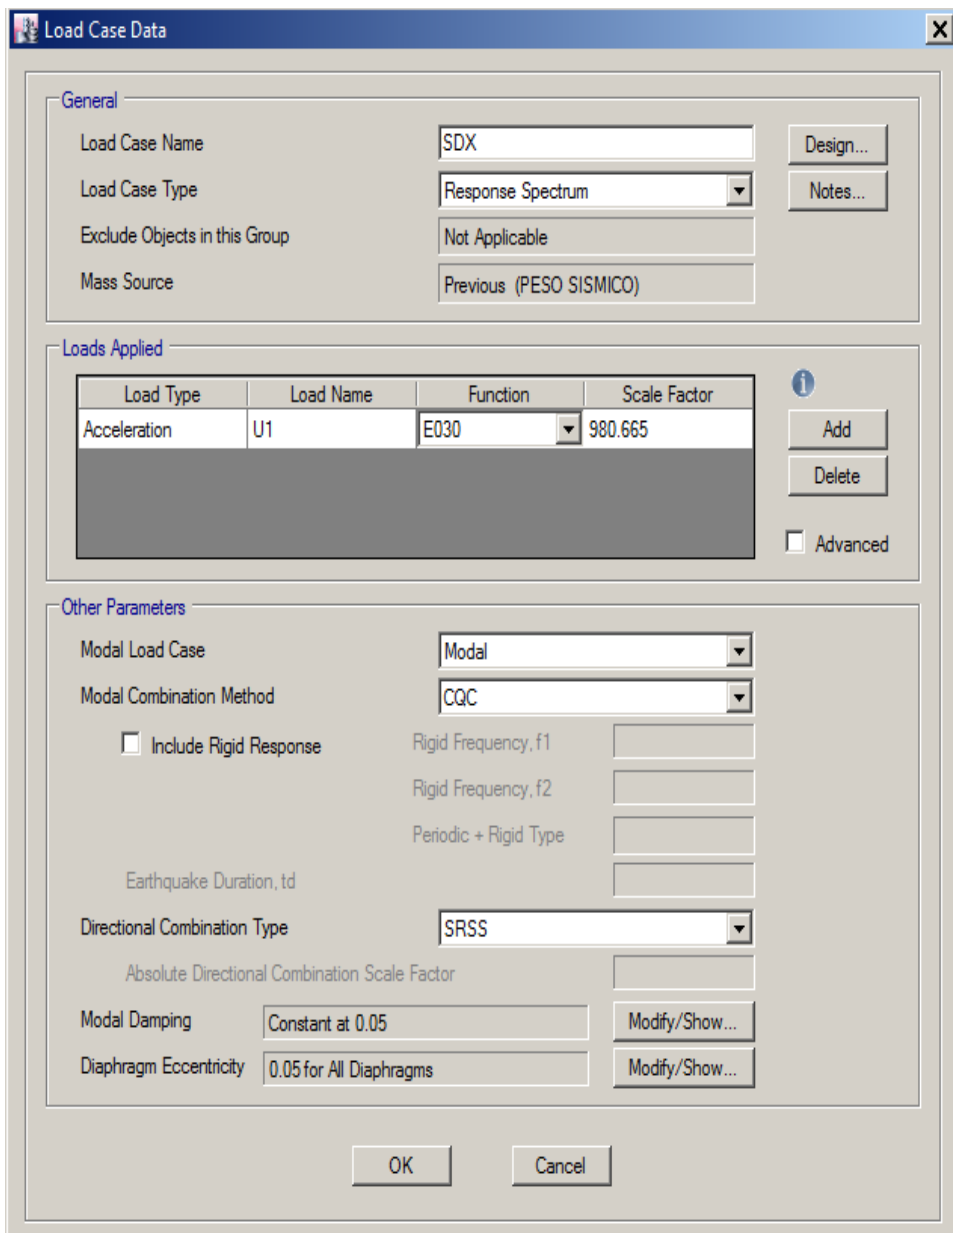 Load Case Data
General
Load Case Name SDX Design...
Load Case Type Response Spectrum Notes...
Exclude Objects in this Group Not Applicable
Mass Source Previous (PESO SISMICO)
Loads Applied
Load Type Load Name Function Scale Factor
Acceleration U1 E030 980.665
Add
Delete
Advanced
Other Parameters
Modal Load Case Modal
Modal Combination Method CQC
Include Rigid Response Rigid Frequency, f1
Rigid Frequency, f2
Periodic + Rigid Type
Earthquake Duration, td
Directional Combination Type SRSS
Absolute Directional Combination Scale Factor
Modal Damping Constant at 0.05 Modify/Show...
Diaphragm Eccentricity 0.05 for All Diaphragms Modify/Show...
OK Cancel